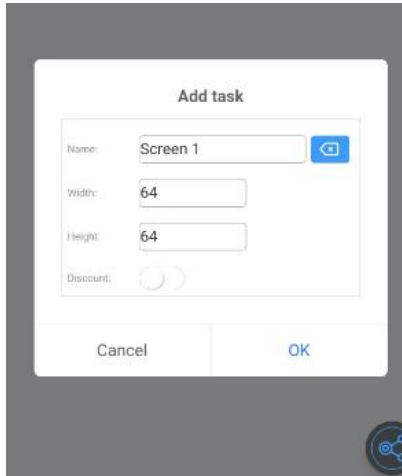 Add task
Name: Screen 1
Width: 64
Height: 64
Discount:
Cancel OK